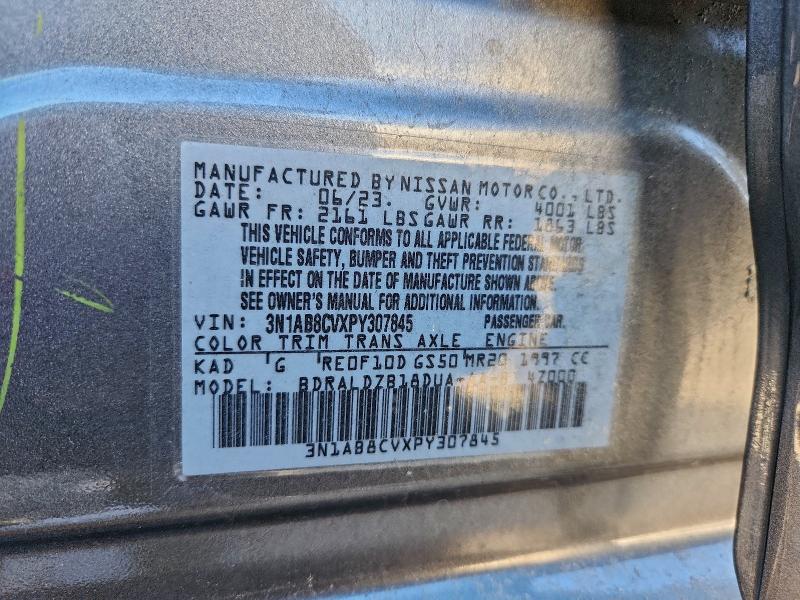 MANUFACTURED BY NISSAN MOTOR CO., LTD.
DATE: 06/23. GVWR: 4001 LBS
GAWR FR: 2161 LBS GAWR RR: 1863 LBS
THIS VEHICLE CONFORMS TO ALL APPLICABLE FEDERAL MOTOR
VEHICLE SAFETY, BUMPER AND THEFT PREVENTION STANDARDS
IN EFFECT ON THE DATE OF MANUFACTURE SHOWN ABOVE.
SEE OWNER'S MANUAL FOR ADDITIONAL INFORMATION.
VIN: 3N1AB8CVXPY307845 PASSENGER CAR.
COLOR TRIM TRANS AXLE ENGINE
KAD 'G 'RE0F10D GS50 MR20 1997 CC
MODEL: BDRALDZB18DUA- 47000
3N1AB8CVXPY307845